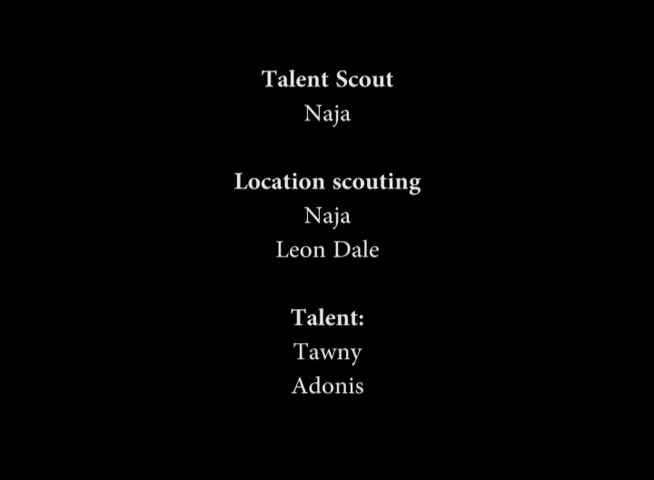 Talent Scout
Naja
Location scouting
Naja
Leon Dale
Talent:
Tawny
Adonis